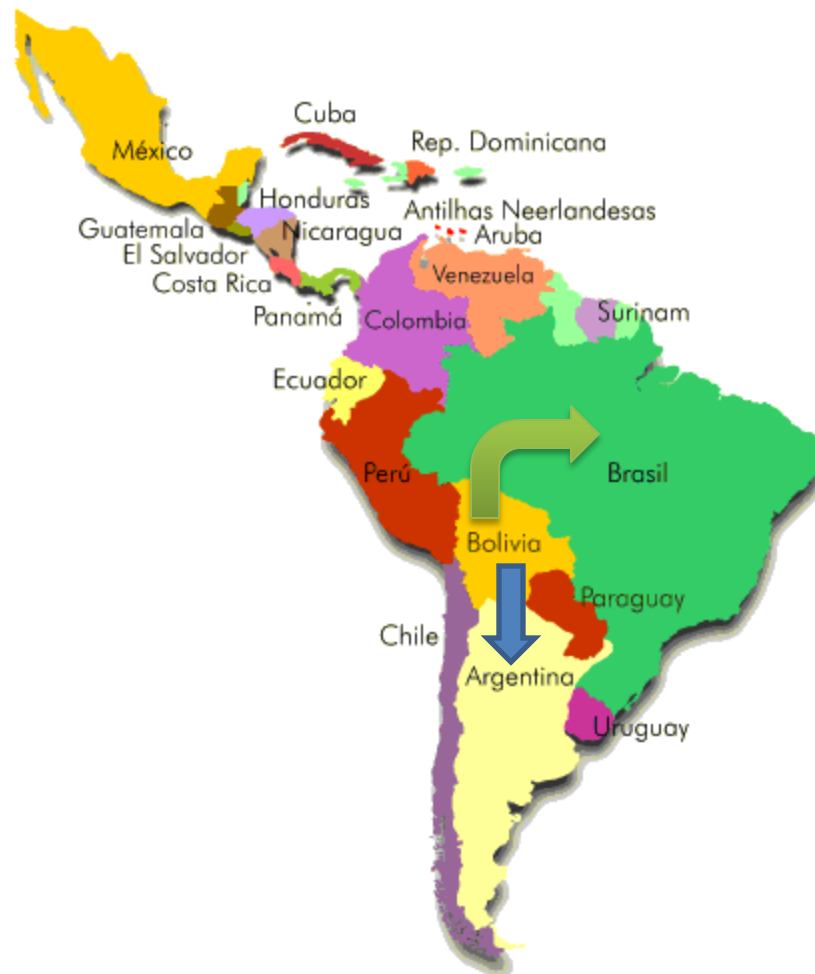 Cuba
Rep. Dominicana
México
Honduras
Antilhas Neerlandesas
Guatemala
Nicaragua
Aruba
El Salvador
Costa Rica
Venezuela
Panamá
Colombia
Surinam
Ecuador
Perú
Brasil
Bolivia
Paraguay
Chile
Argentina
Uruguay